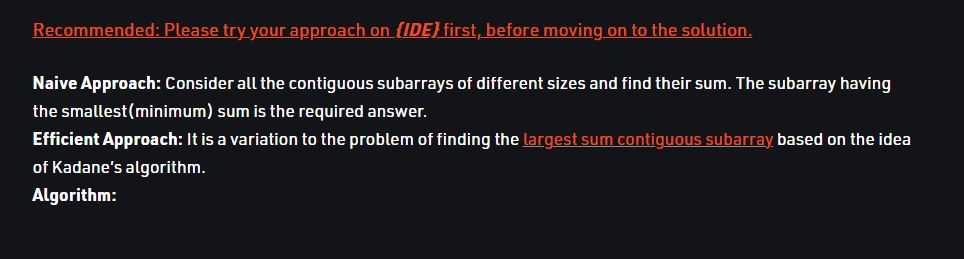 Recommended: Please try your approach on {IDE} first, before moving on to the solution.
Naive Approach: Consider all the contiguous subarrays of different sizes and find their sum. The subarray having
the smallest(minimum) sum is the required answer.
Efficient Approach: It is a variation to the problem of finding the largest sum contiguous subarray based on the idea
of Kadane's algorithm.
Algorithm: